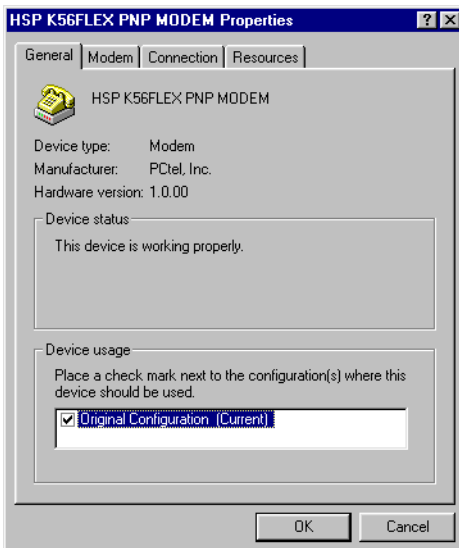 HSP K56FLEX PNP MODEM Properties
General Modem Connection Resources
HSP K56FLEX PNP MODEM
Device type: Modem
Manufacturer: PCtel, Inc.
Hardware version: 1.0.00
Device status
This device is working properly.
Device usage
Place a check mark next to the configuration(s) where this
device should be used.
Original Configuration (Current)
OK Cancel